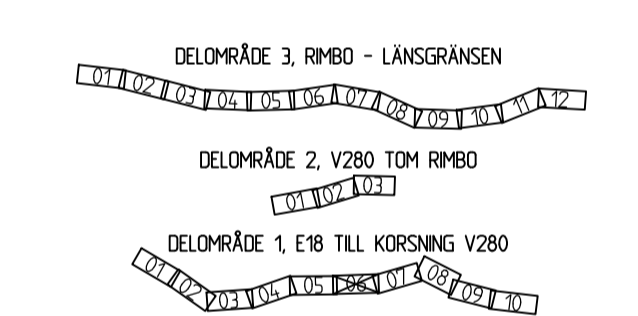 DELOMRÅDE 3, RIMBO - LÄNSGRÄNSEN
01 02 03 04 05 06 07 08 09 10 11 12
DELOMRÅDE 2, V280 TOM RIMBO
01 02 03
DELOMRÅDE 1, E18 TILL KORSNING V280
01 02 03 04 05 06 07 08 09 10